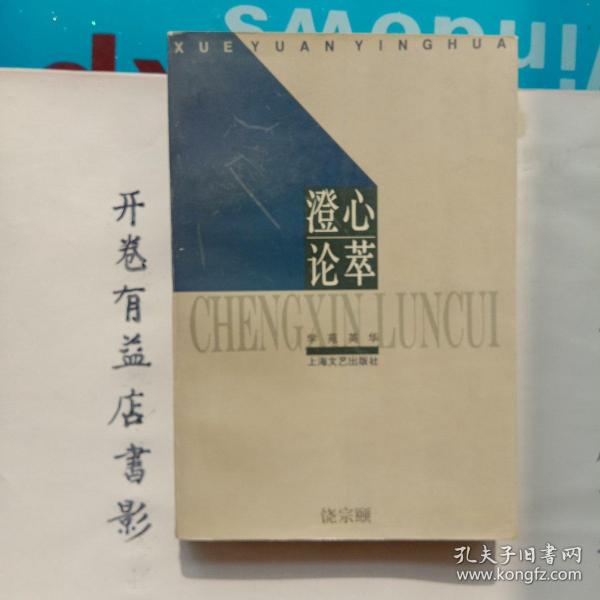 XUE YUAN YINGHUA
澄心
论萃
CHENGXIN LUNCUI
学苑英华
上海文艺出版社
饶宗颐
开卷有益店書影
孔夫子旧書网
www.kongfz.com